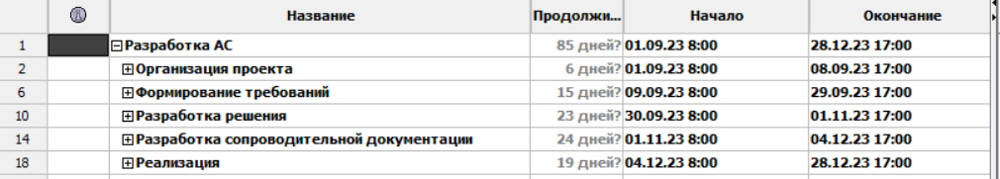 Название Продолжи... Начало Окончание
1 Разработка АС 85 дней? 01.09.23 8:00 28.12.23 17:00
2 Организация проекта 6 дней? 01.09.23 8:00 08.09.23 17:00
6 Формирование требований 15 дней? 09.09.23 8:00 29.09.23 17:00
10 Разработка решения 23 дней? 30.09.23 8:00 01.11.23 17:00
14 Разработка сопроводительной документации 24 дней? 01.11.23 8:00 04.12.23 17:00
18 Реализация 19 дней? 04.12.23 8:00 28.12.23 17:00